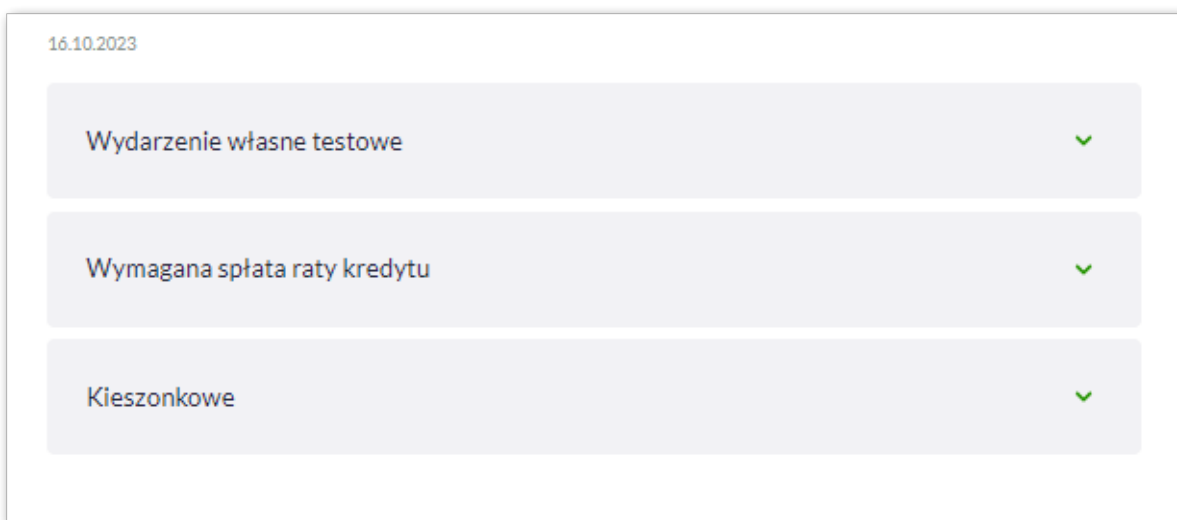 16.10.2023
Wydarzenie własne testowe
Wymagana spłata raty kredytu
Kieszonkowe